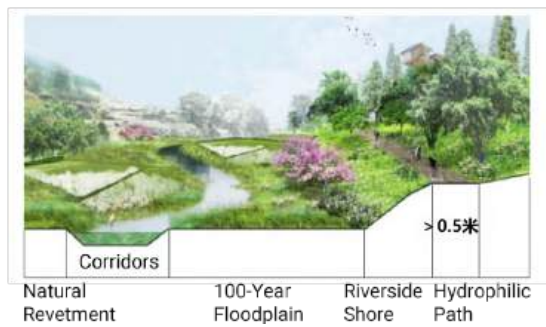 > 0.5米
Corridors
Natural Revetment
100-Year Floodplain
Riverside Shore
Hydrophilic Path